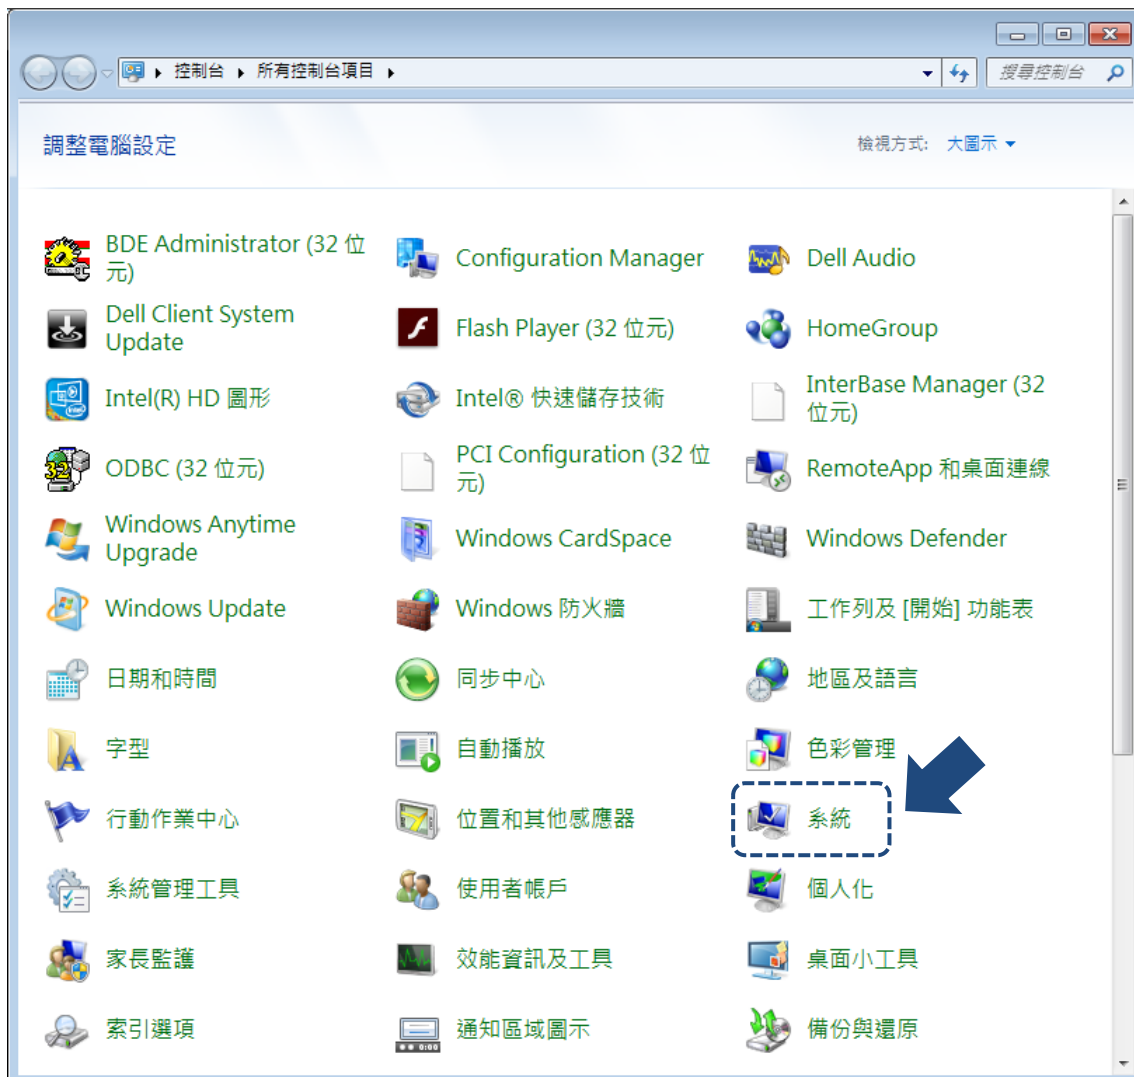 控制台 ▸ 所有控制台項目 ▸
搜尋控制台
調整電腦設定
檢視方式: 大圖示
BDE Administrator (32 位
元)
Configuration Manager
Dell Audio
Dell Client System
Update
Flash Player (32 位元)
HomeGroup
Intel(R) HD 圖形
Intel® 快速儲存技術
InterBase Manager (32
位元)
ODBC (32 位元)
PCI Configuration (32 位
元)
RemoteApp 和桌面連線
Windows Anytime
Upgrade
Windows CardSpace
Windows Defender
Windows Update
Windows 防火牆
工作列及 [開始] 功能表
日期和時間
同步中心
地區及語言
字型
自動播放
色彩管理
行動作業中心
位置和其他感應器
系統
系統管理工具
使用者帳戶
個人化
家長監護
效能資訊及工具
桌面小工具
索引選項
通知區域圖示
備份與還原